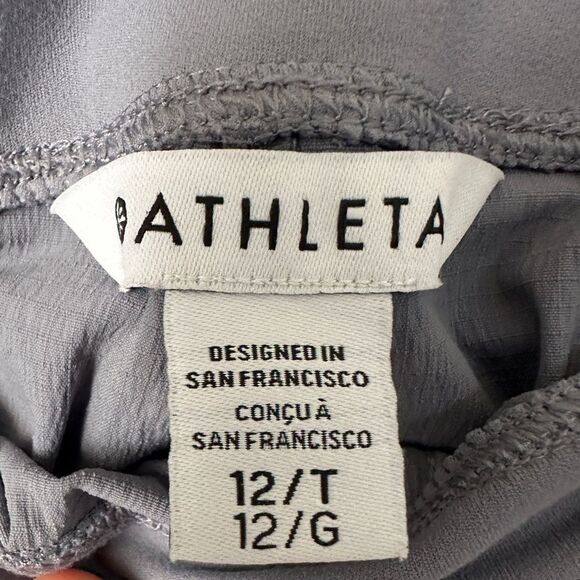 ATHLETA
DESIGNED IN
SAN FRANCISCO
CONÇU À
SAN FRANCISCO
12/T
12/G